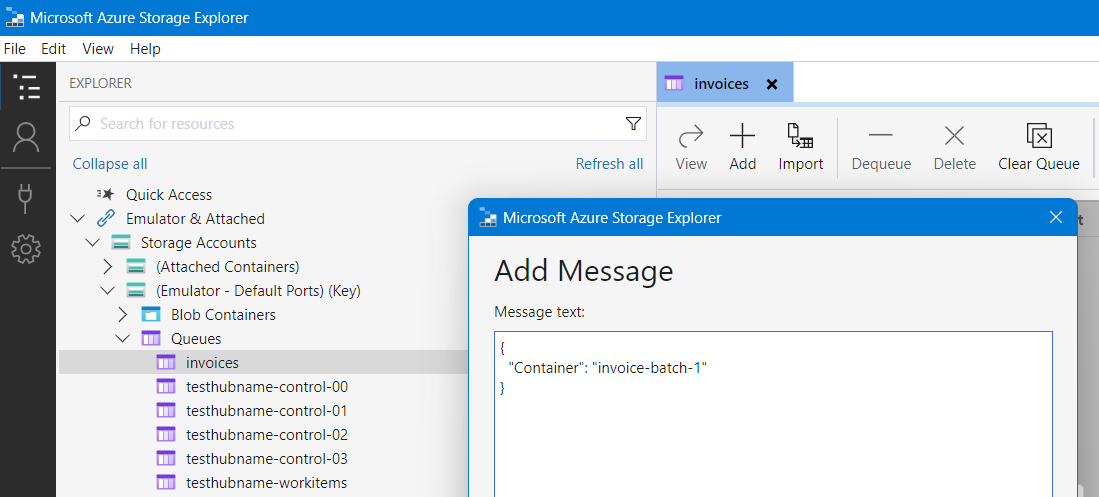 Microsoft Azure Storage Explorer
File Edit View Help
EXPLORER
Search for resources
Collapse all Refresh all
Quick Access
Emulator & Attached
Storage Accounts
(Attached Containers)
(Emulator - Default Ports) (Key)
Blob Containers
Queues
invoices
testhubname-control-00
testhubname-control-01
testhubname-control-02
testhubname-control-03
testhubname-workitems
invoices
View Add Import Dequeue Delete Clear Queue
Microsoft Azure Storage Explorer
Add Message
Message text:
{
"Container": "invoice-batch-1"
}